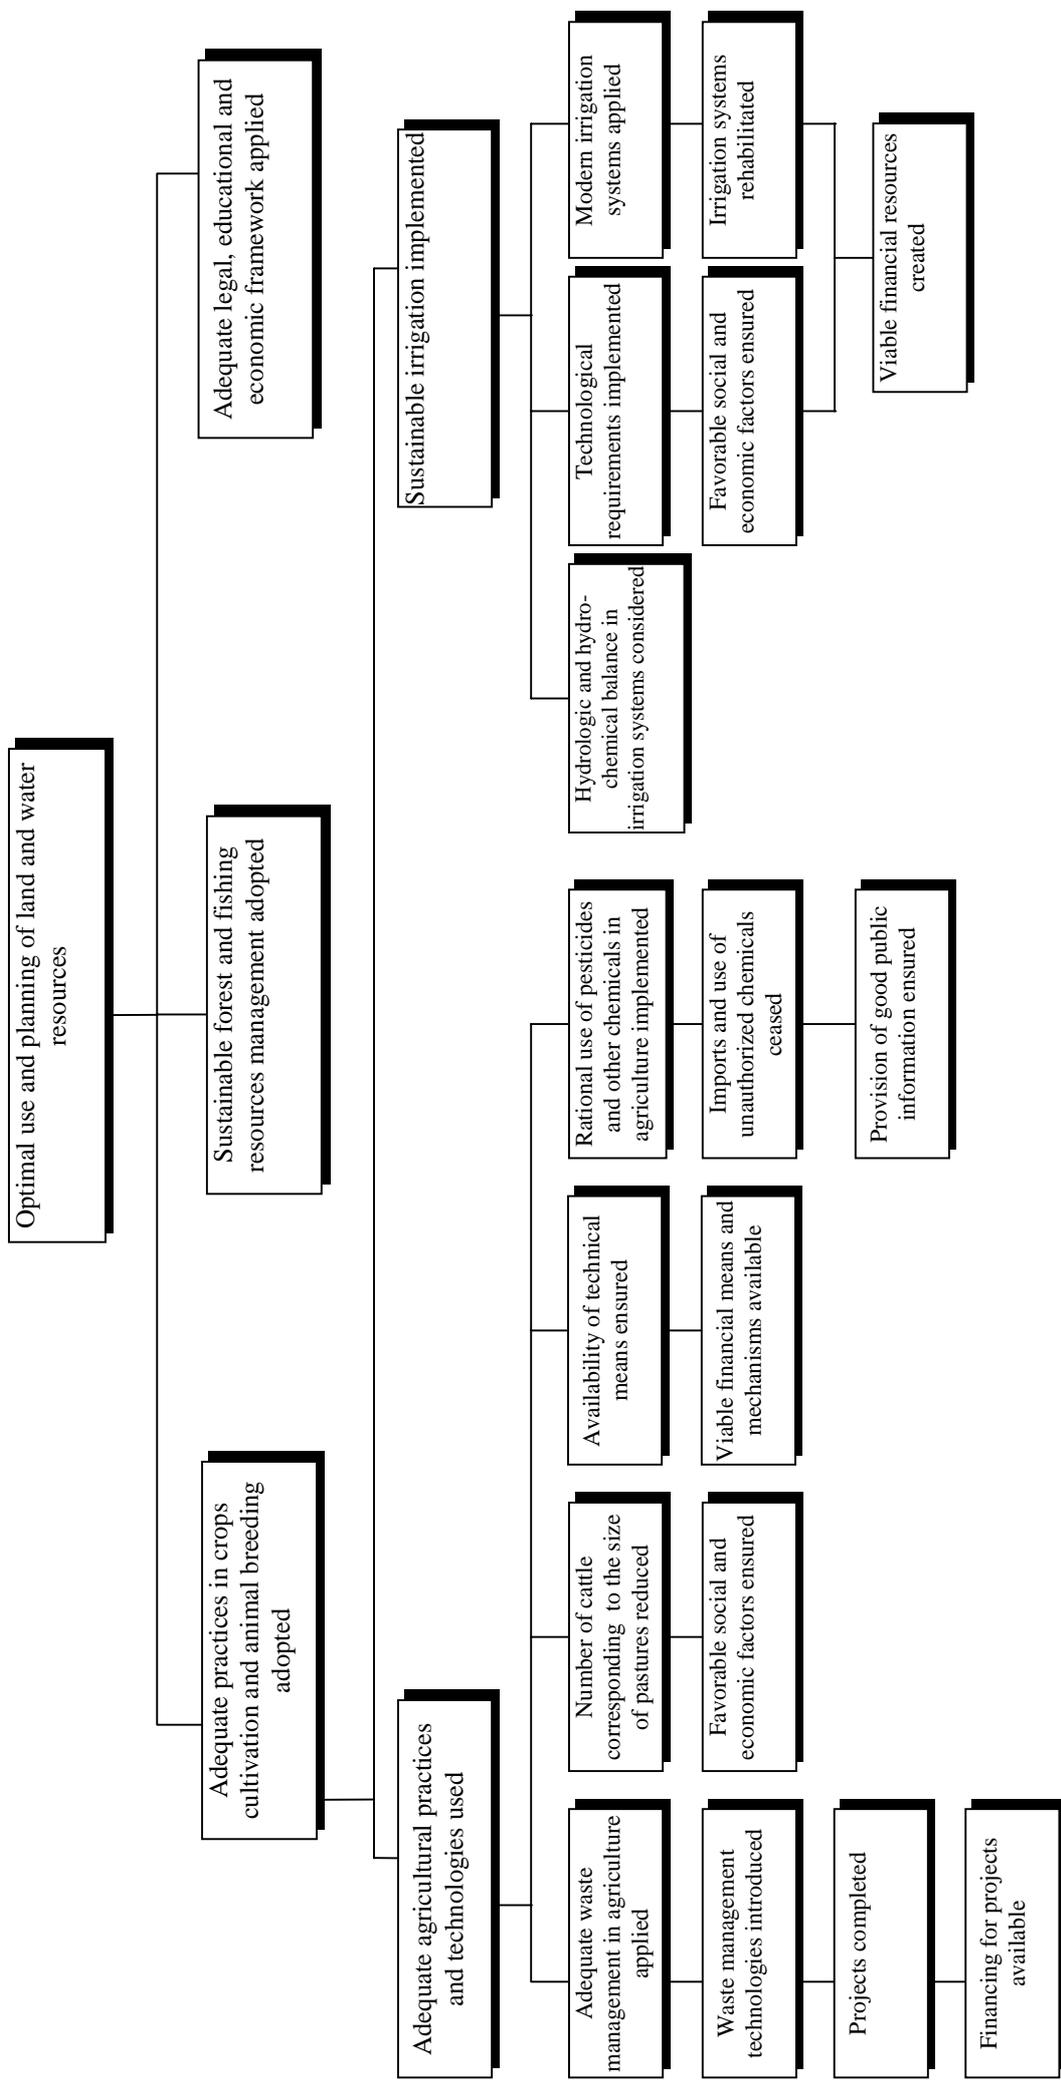 Optimal use and planning of land and water
resources
Adequate practices in crops
cultivation and animal breeding
adopted
Sustainable forest and fishing
resources management adopted
Adequate legal, educational and
economic framework applied
Adequate agricultural practices
and technologies used
Sustainable irrigation implemented
Adequate waste
management in agriculture
applied
Number of cattle
corresponding to the size
of pastures reduced
Availability of technical
means ensured
Rational use of pesticides
and other chemicals in
agriculture implemented
Hydrologic and hydro-
chemical balance in
irrigation systems considered
Technological
requirements implemented
Modern irrigation
systems applied
Waste management
technologies introduced
Favorable social and
economic factors ensured
Viable financial means and
mechanisms available
Imports and use of
unauthorized chemicals
ceased
Favorable social and
economic factors ensured
Irrigation systems
rehabilitated
Projects completed
Provision of good public
information ensured
Viable financial resources
created
Financing for projects
available